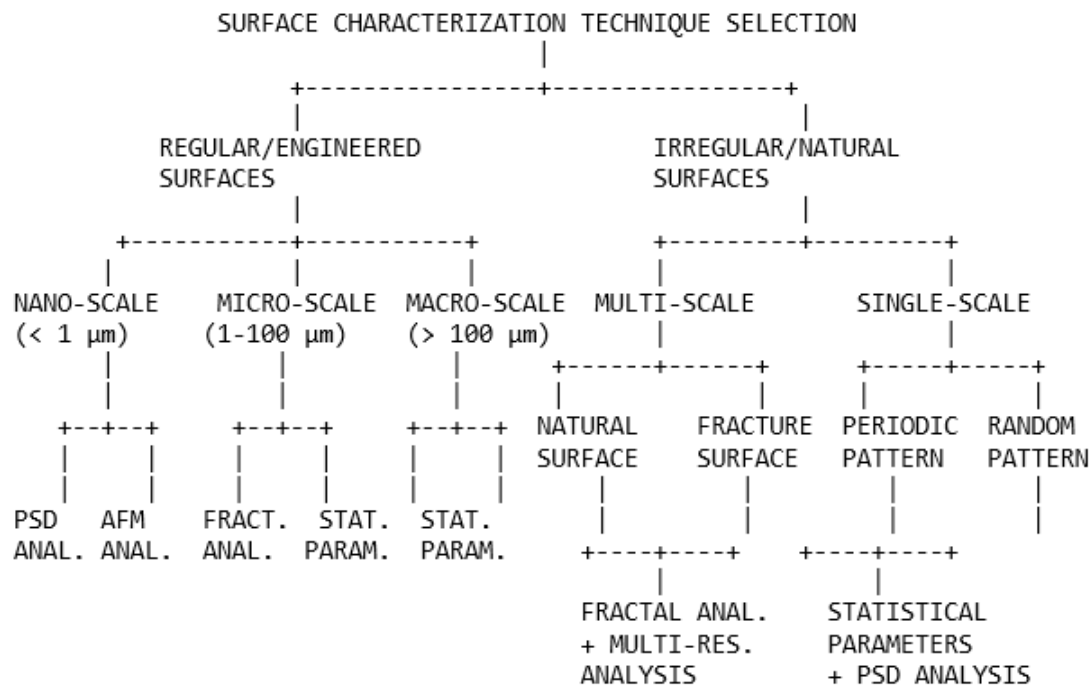 SURFACE CHARACTERIZATION TECHNIQUE SELECTION
REGULAR/ENGINEERED IRREGULAR/NATURAL
SURFACES SURFACES
NANO-SCALE MICRO-SCALE MACRO-SCALE MULTI-SCALE SINGLE-SCALE
(< 1 μm) (1-100 μm) (> 100 μm)
NATURAL FRACTURE PERIODIC RANDOM
SURFACE SURFACE PATTERN PATTERN
PSD AFM FRACT. STAT. STAT.
ANAL. ANAL. ANAL. PARAM. PARAM.
FRACTAL ANAL. STATISTICAL
+ MULTI-RES. PARAMETERS
ANALYSIS + PSD ANALYSIS